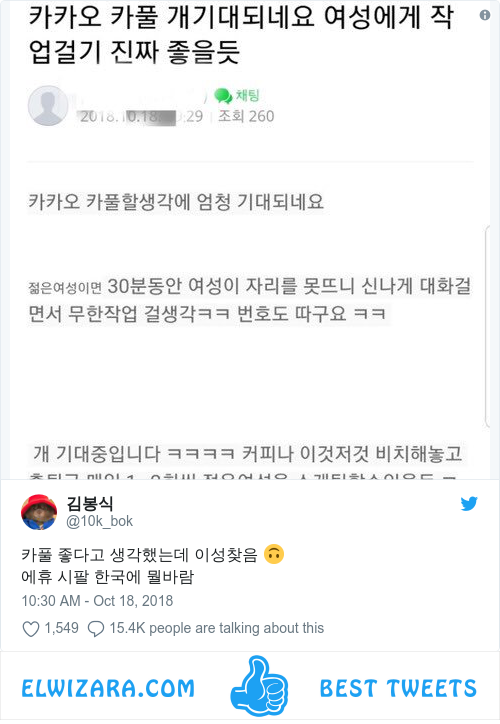 카카오 카풀 개기대되네요 여성에게 작
업걸기 진짜 좋을듯
채팅
2018.10.18. :29 조회 260
카카오 카풀할생각에 엄청 기대되네요
젊은여성이면 30분동안 여성이 자리를 못뜨니 신나게 대화걸
면서 무한작업 걸생각ㅋㅋ 번호도 따구요 ㅋㅋ
개 기대중입니다 ㅋㅋㅋㅋ 커피나 이것저것 비치해놓고
김봉식
@10k_bok
카풀 좋다고 생각했는데 이성찾음 🙃
에휴 시팔 한국에 뭘바람
10:30 AM - Oct 18, 2018
1,549 15.4K people are talking about this
ELWIZARA.COM BEST TWEETS